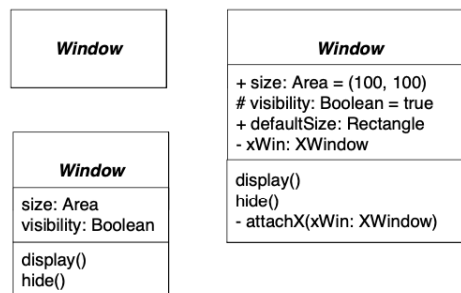 Window
Window
size: Area
visibility: Boolean
display()
hide()
Window
+ size: Area = (100, 100)
# visibility: Boolean = true
+ defaultSize: Rectangle
- xWin: XWindow
display()
hide()
- attachX(xWin: XWindow)